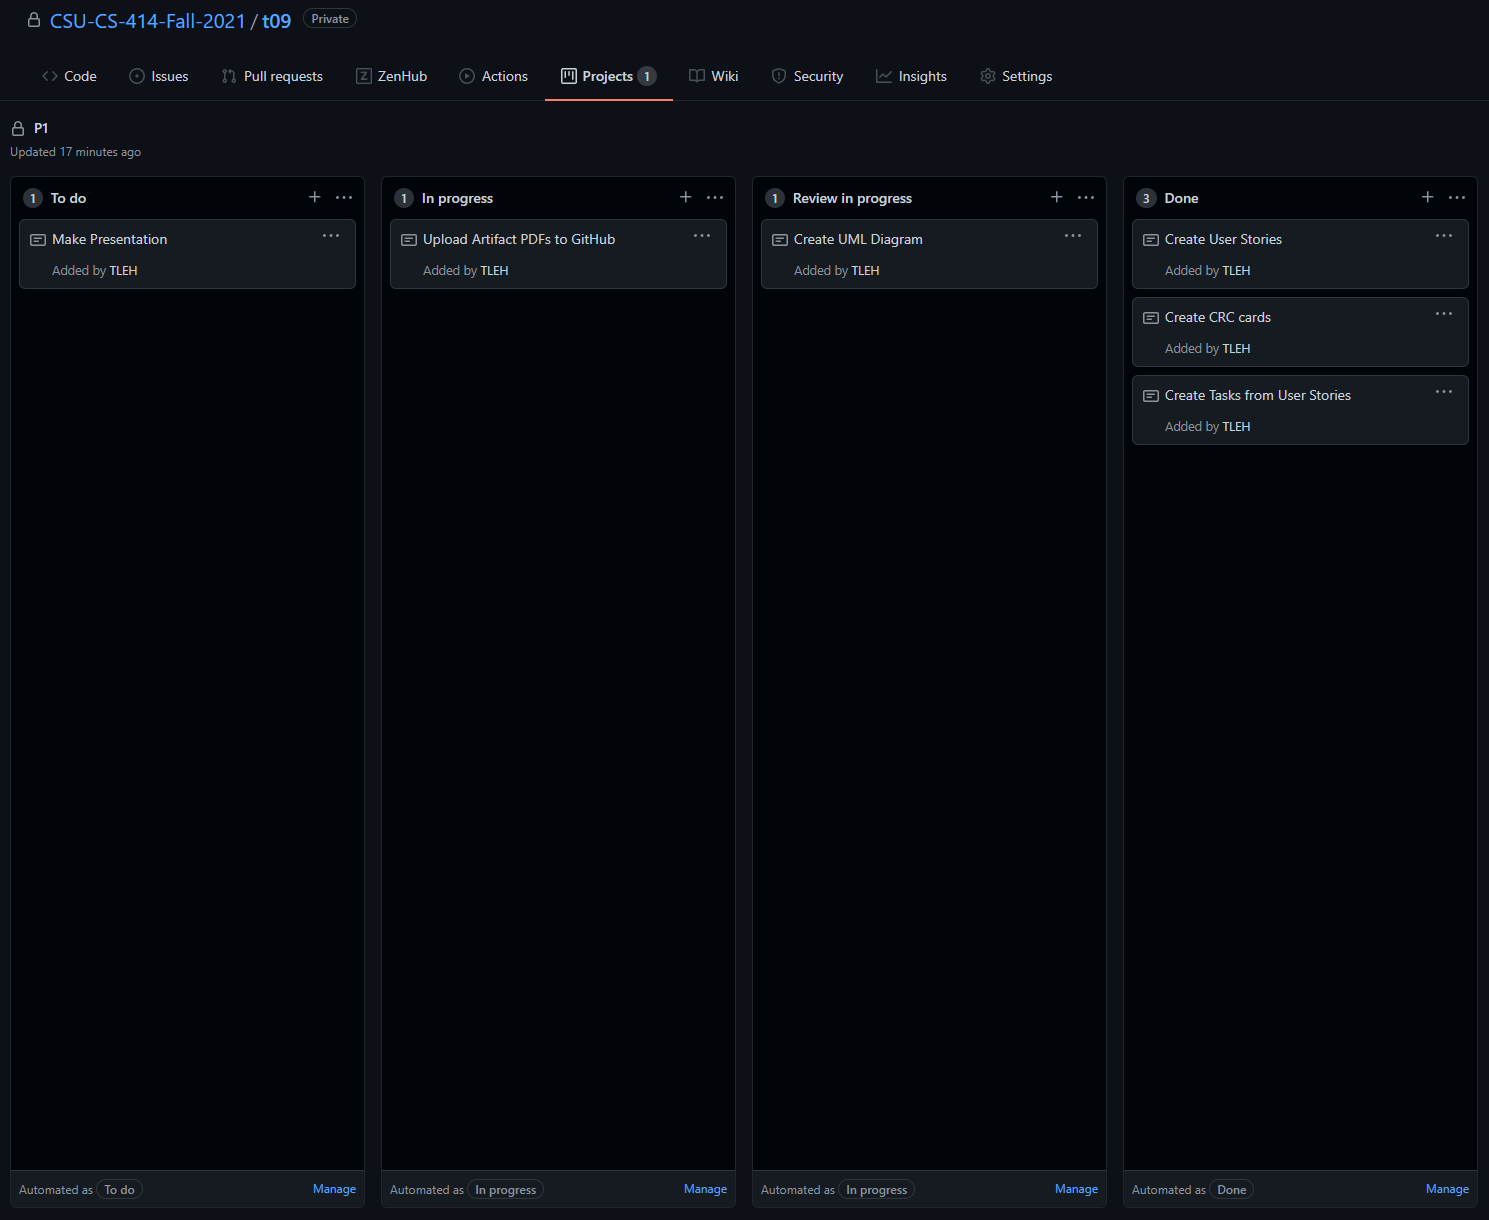 CSU-CS-414-Fall-2021 / t09 Private
Code Issues Pull requests ZenHub Actions Projects 1 Wiki Security Insights Settings
P1
Updated 17 minutes ago
1 To do
Make Presentation
Added by TLEH
Automated as To do Manage
1 In progress
Upload Artifact PDFs to GitHub
Added by TLEH
Automated as In progress Manage
1 Review in progress
Create UML Diagram
Added by TLEH
Automated as In progress Manage
3 Done
Create User Stories
Added by TLEH
Create CRC cards
Added by TLEH
Create Tasks from User Stories
Added by TLEH
Automated as Done Manage